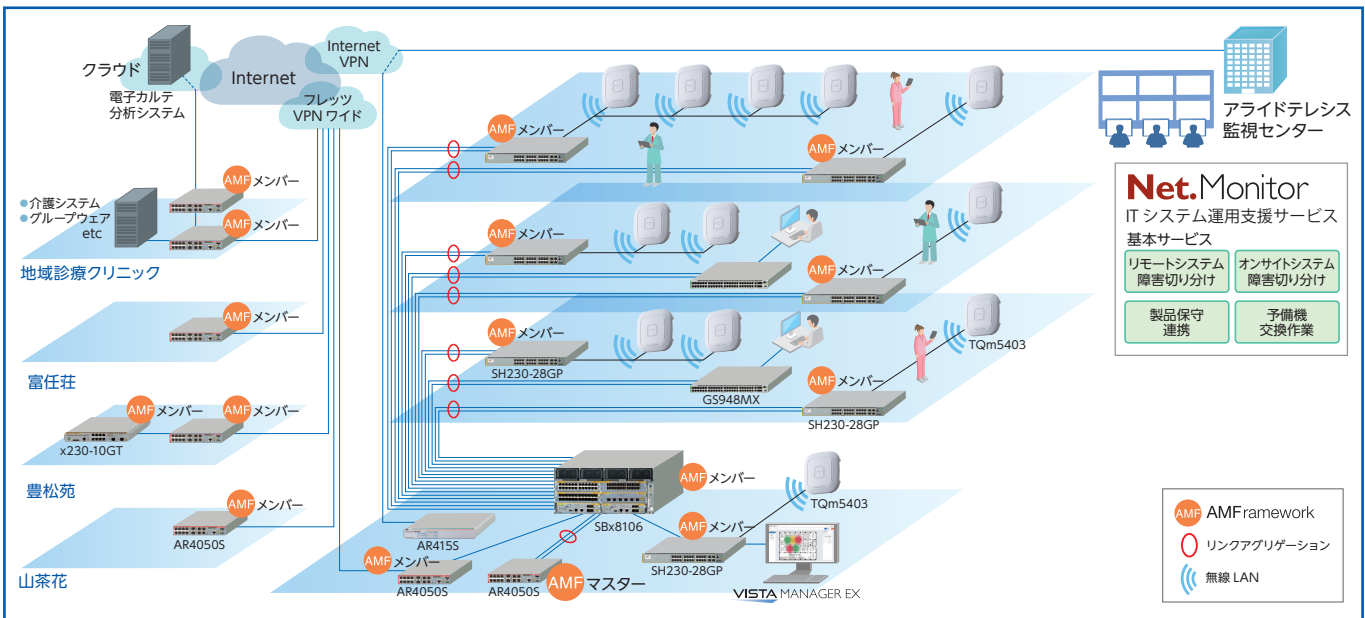 クラウド
電子カルテ
分析システム
Internet
Internet
VPN
フレッツ
VPN ワイド
アライドテレシス
監視センター
Net.Monitor
IT システム運用支援サービス
基本サービス
リモートシステム
障害切り分け
オンサイトシステム
障害切り分け
製品保守
連携
予備機
交換作業
●介護システム
●グループウェア
etc
AMF メンバー
AMF メンバー
地域診療クリニック
AMF メンバー
富任荘
AMF メンバー
AMF メンバー
x230-10GT
豊松苑
AMF メンバー
AR4050S
山茶花
AMF メンバー
AMF メンバー
AMF メンバー
AMF メンバー
AMF メンバー
SH230-28GP
GS948MX
TQm5403
AMF メンバー
SH230-28GP
AMF メンバー
SBx8106
TQm5403
AR415S
AMF メンバー
AR4050S
AR4050S
AMF マスター
AMF メンバー
SH230-28GP
VISTA MANAGER EX
AMF AMFramework
リンクアグリゲーション
無線 LAN